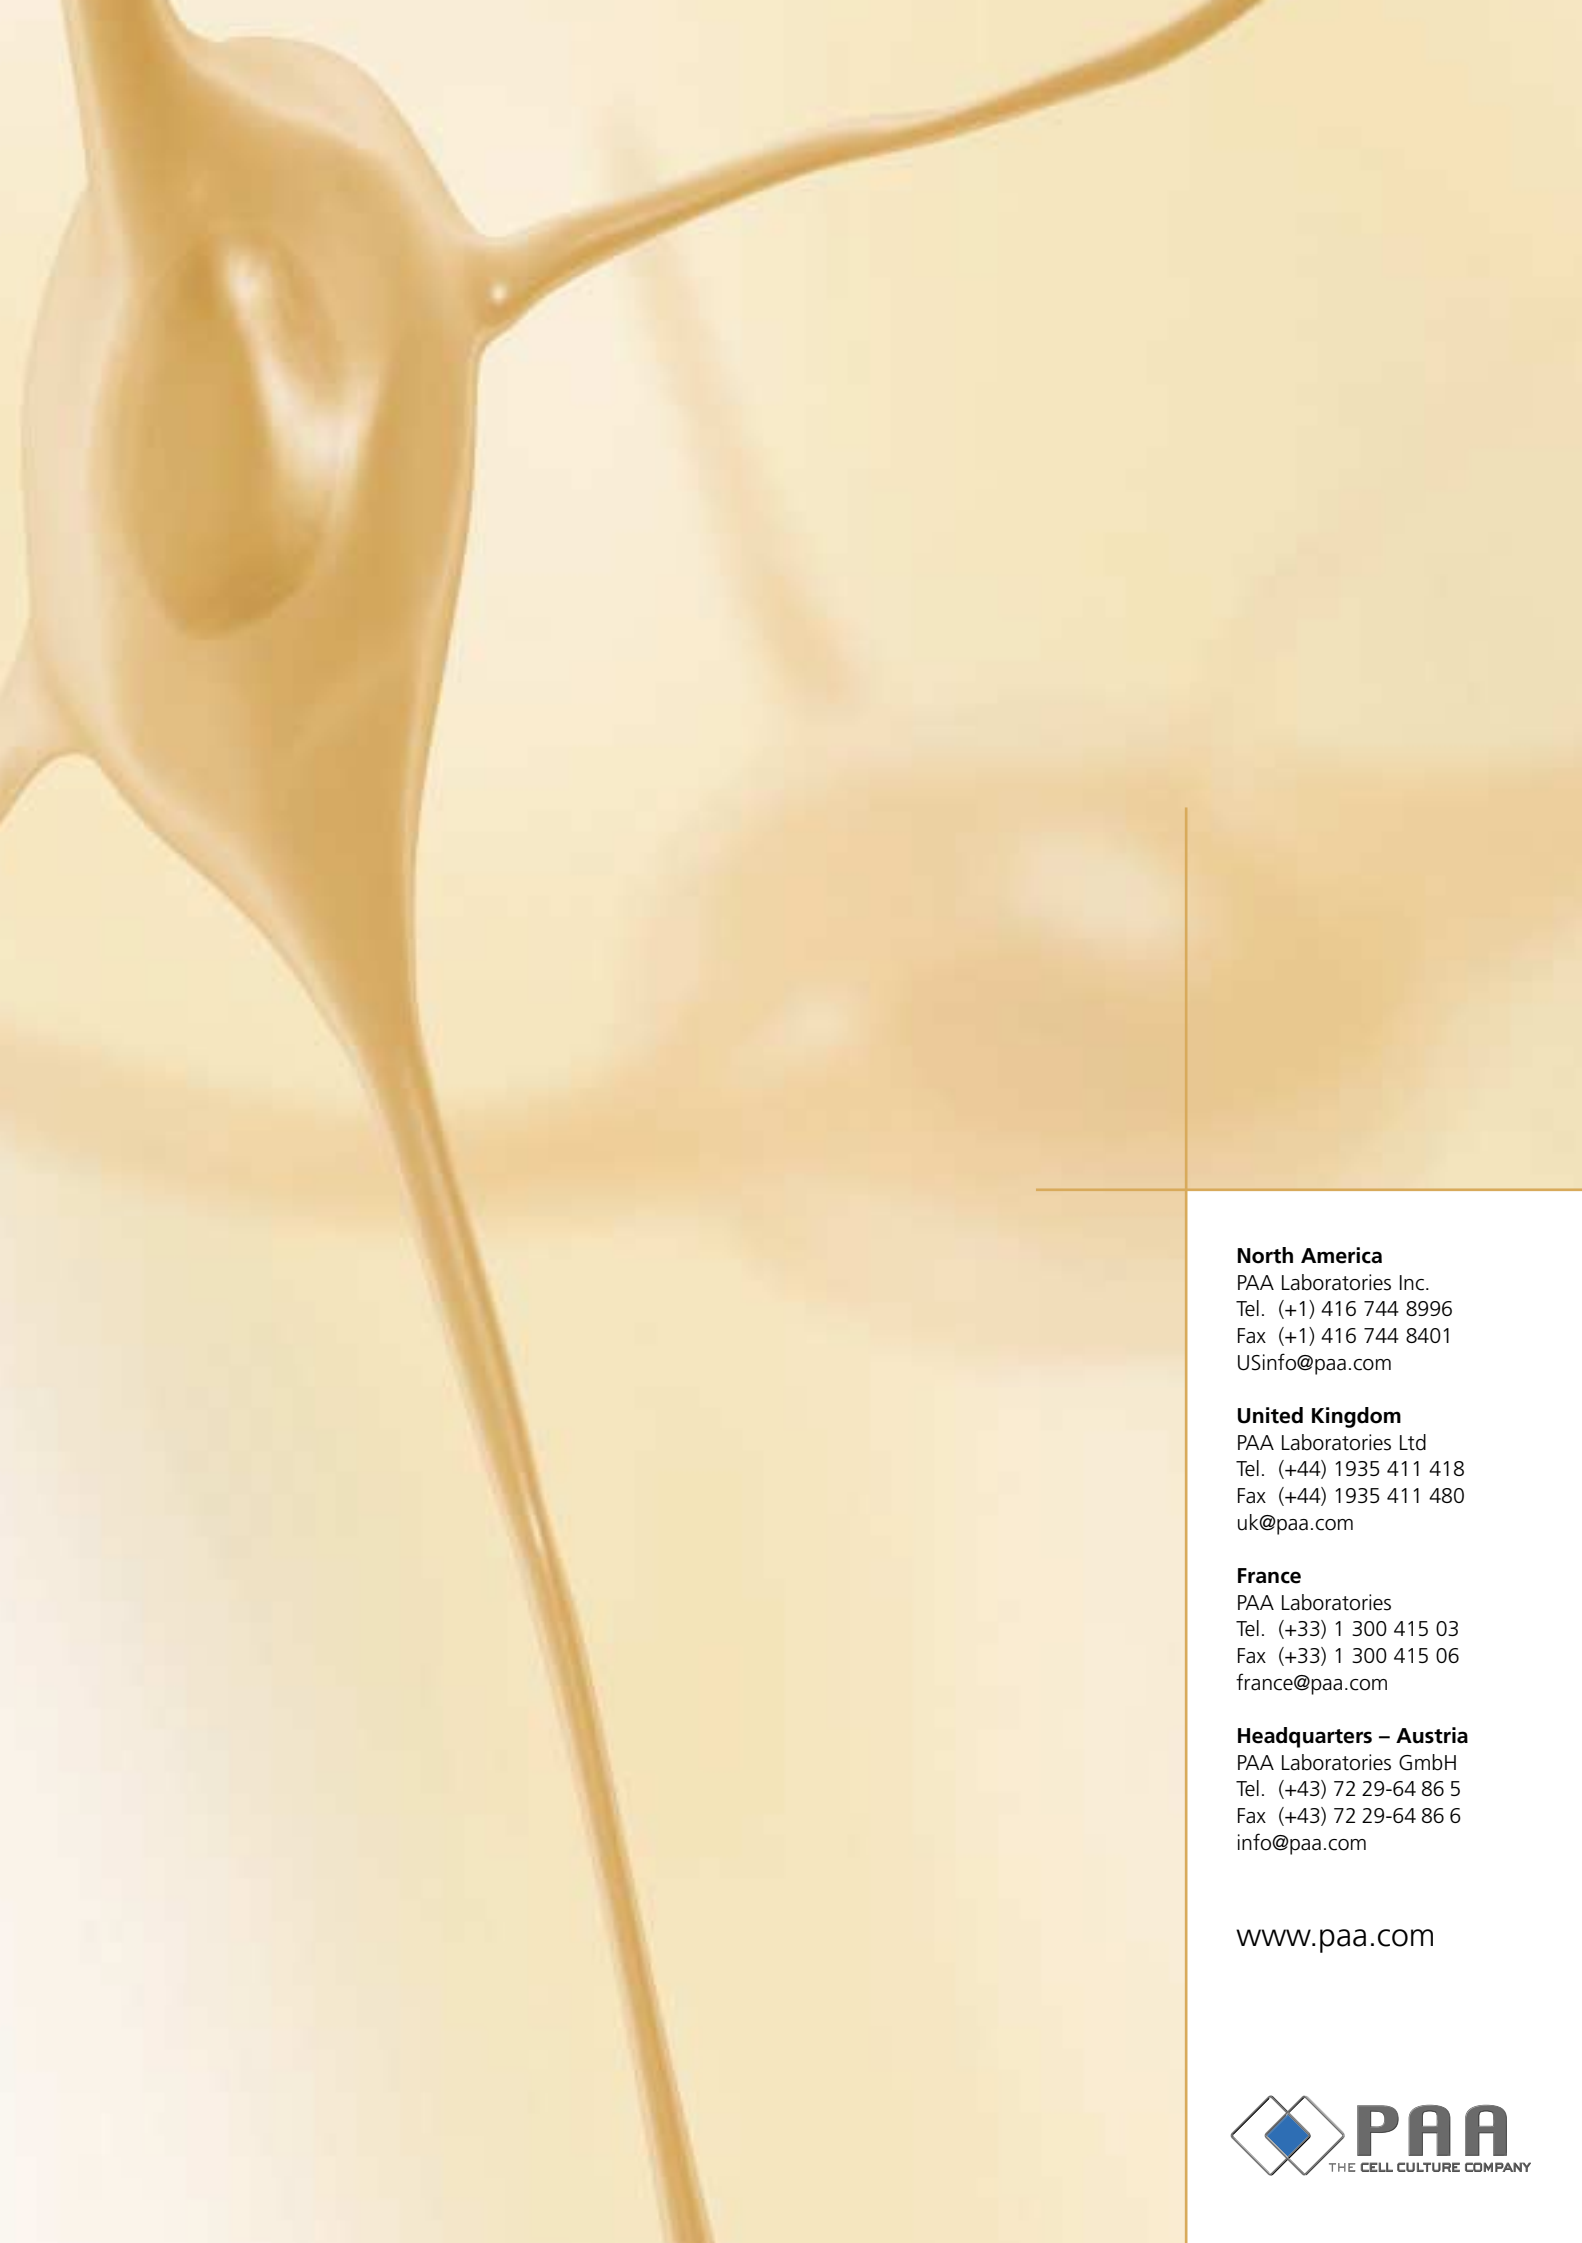 North America
PAA Laboratories Inc.
Tel. (+1) 416 744 8996
Fax (+1) 416 744 8401
USinfo@paa.com
United Kingdom
PAA Laboratories Ltd
Tel. (+44) 1935 411 418
Fax (+44) 1935 411 480
uk@paa.com
France
PAA Laboratories
Tel. (+33) 1 300 415 03
Fax (+33) 1 300 415 06
france@paa.com
Headquarters – Austria
PAA Laboratories GmbH
Tel. (+43) 72 29-64 86 5
Fax (+43) 72 29-64 86 6
info@paa.com
www.paa.com
PAA
THE CELL CULTURE COMPANY